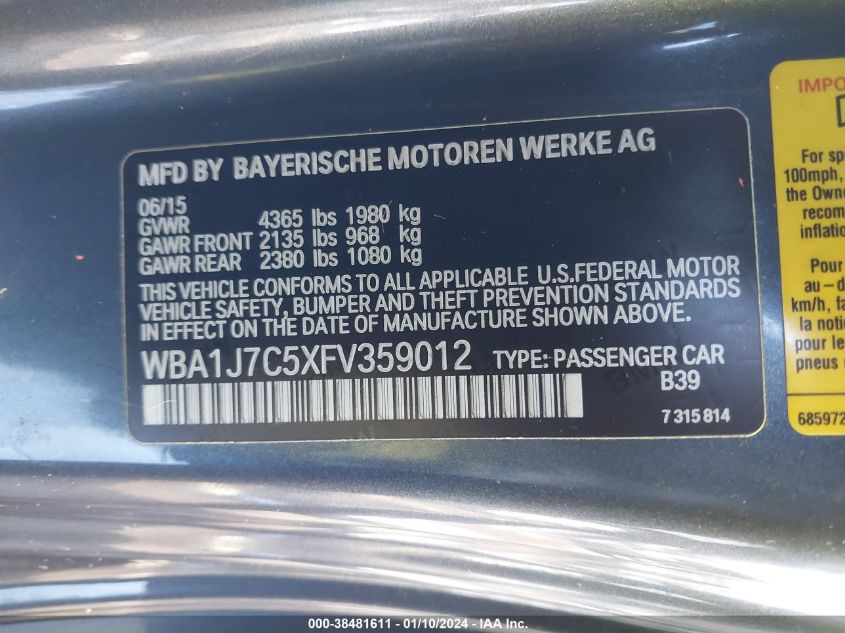 MFD BY BAYERISCHE MOTOREN WERKE AG
06/15
GVWR 4365 lbs 1980 kg
GAWR FRONT 2135 lbs 968 kg
GAWR REAR 2380 lbs 1080 kg
THIS VEHICLE CONFORMS TO ALL APPLICABLE U.S.FEDERAL MOTOR
VEHICLE SAFETY, BUMPER AND THEFT PREVENTION STANDARDS
IN EFFECT ON THE DATE OF MANUFACTURE SHOWN ABOVE.
WBA1J7C5XFV359012 TYPE: PASSENGER CAR
B39
7 315 814
For
100mph,
the Owne
recom
inflatio
Pour
au-d
km/h, fa
la notic
pour le
pneus
685972
000-38481611 — 01/10/2024 — IAA Inc.